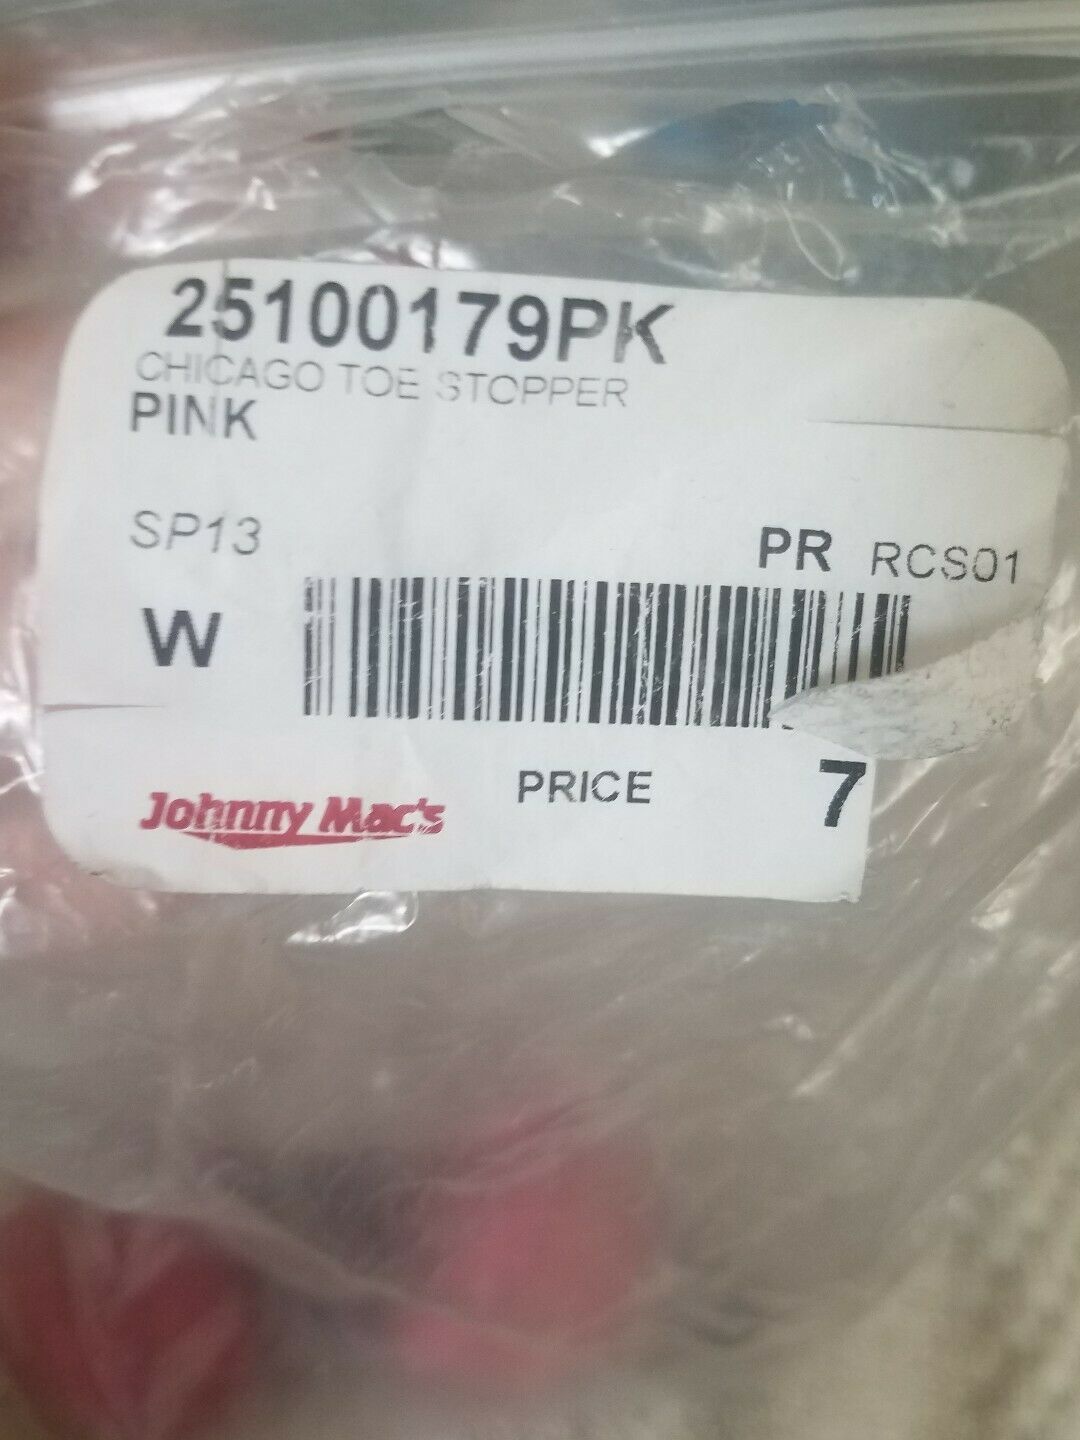 25100179PK
CHICAGO TOE STOPPER
PINK
SP13
PR RCS01
W
PRICE 7
Johnny Mac's